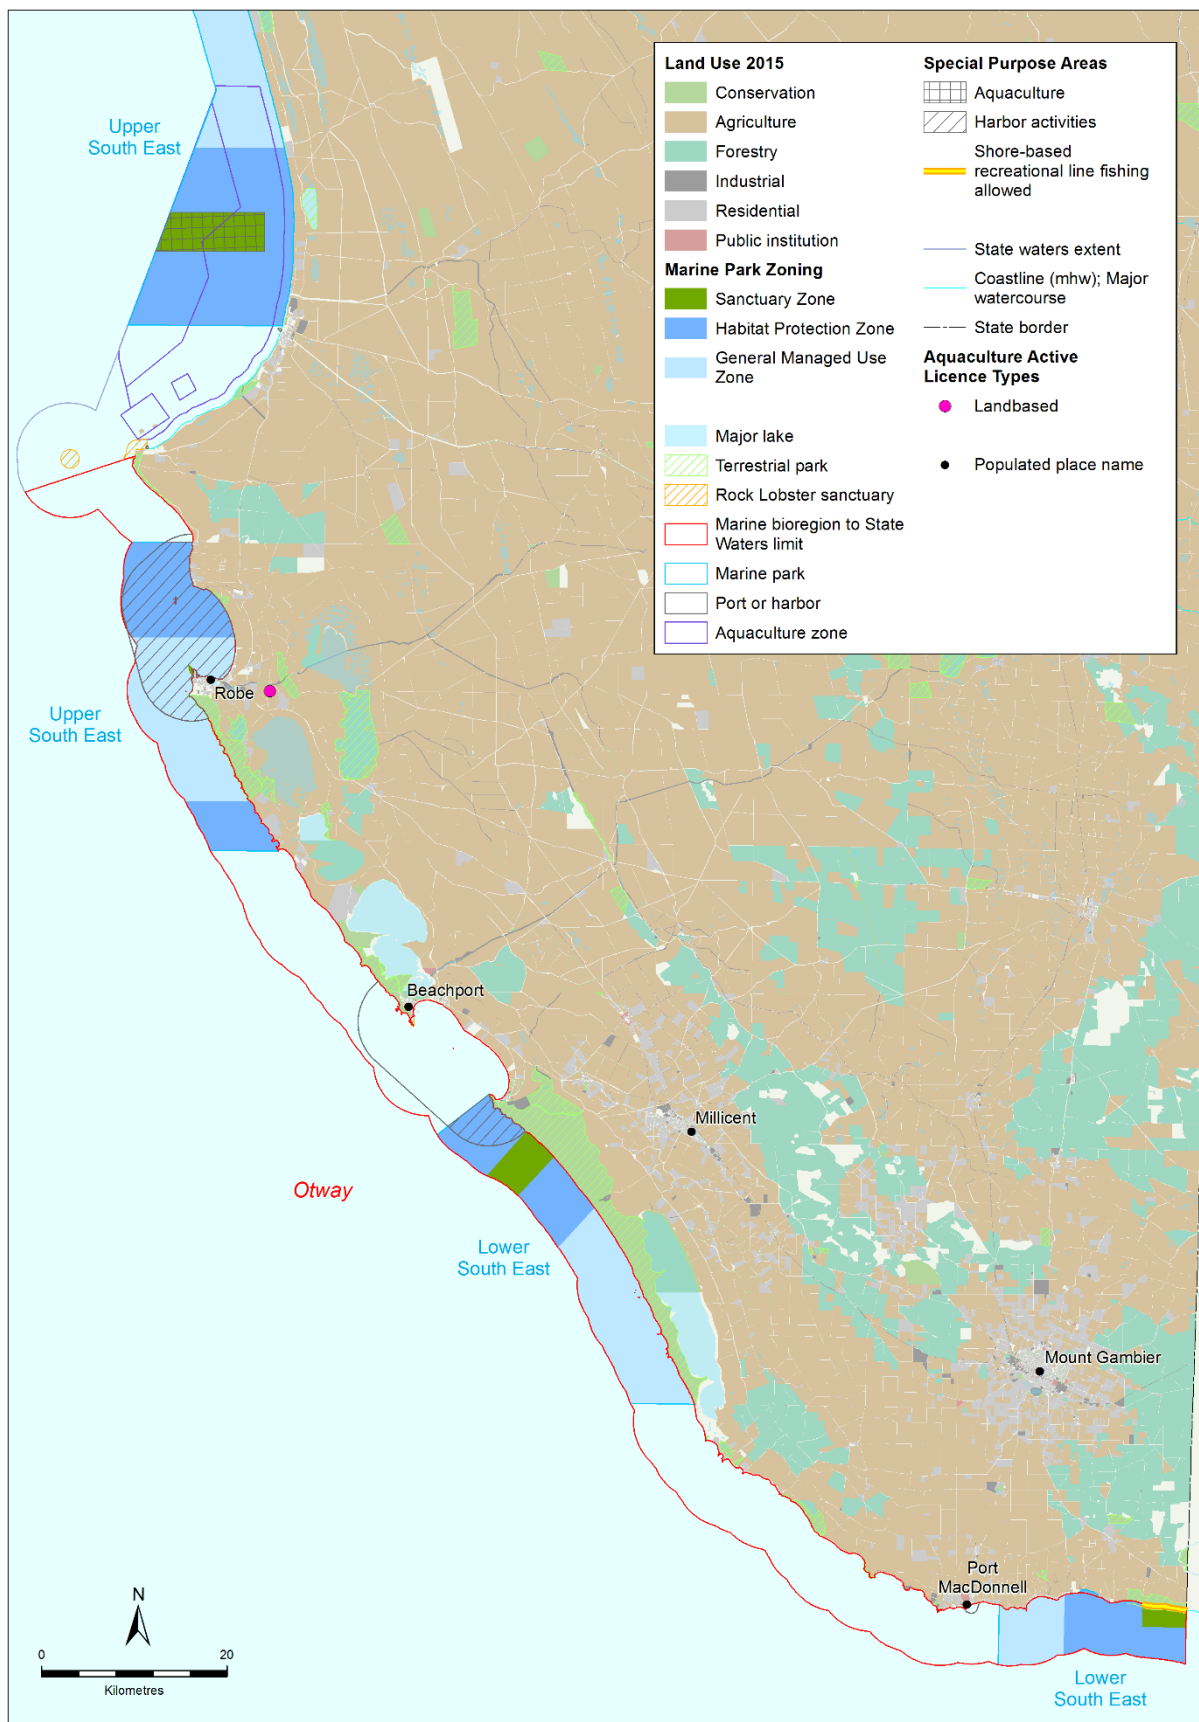 Land Use 2015
Conservation
Agriculture
Forestry
Industrial
Residential
Public institution
Marine Park Zoning
Sanctuary Zone
Habitat Protection Zone
General Managed Use
Zone
Major lake
Terrestrial park
Rock Lobster sanctuary
Marine bioregion to State
Waters limit
Marine park
Port or harbor
Aquaculture zone
Special Purpose Areas
Aquaculture
Harbor activities
Shore-based
recreational line fishing
allowed
State waters extent
Coastline (mhw); Major
watercourse
State border
Aquaculture Active
Licence Types
Landbased
Populated place name
Upper
South East
Robe
Upper
South East
Beachport
Millicent
Otway
Lower
South East
Mount Gambier
Port
MacDonnell
N
0
20
Kilometres
Lower
South East